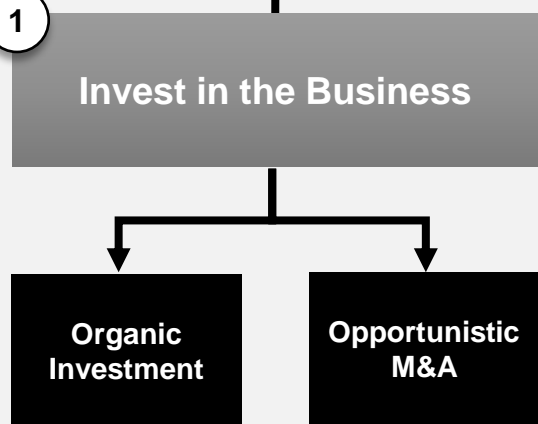 1
Invest in the Business
Organic
Investment
Opportunistic
M&A